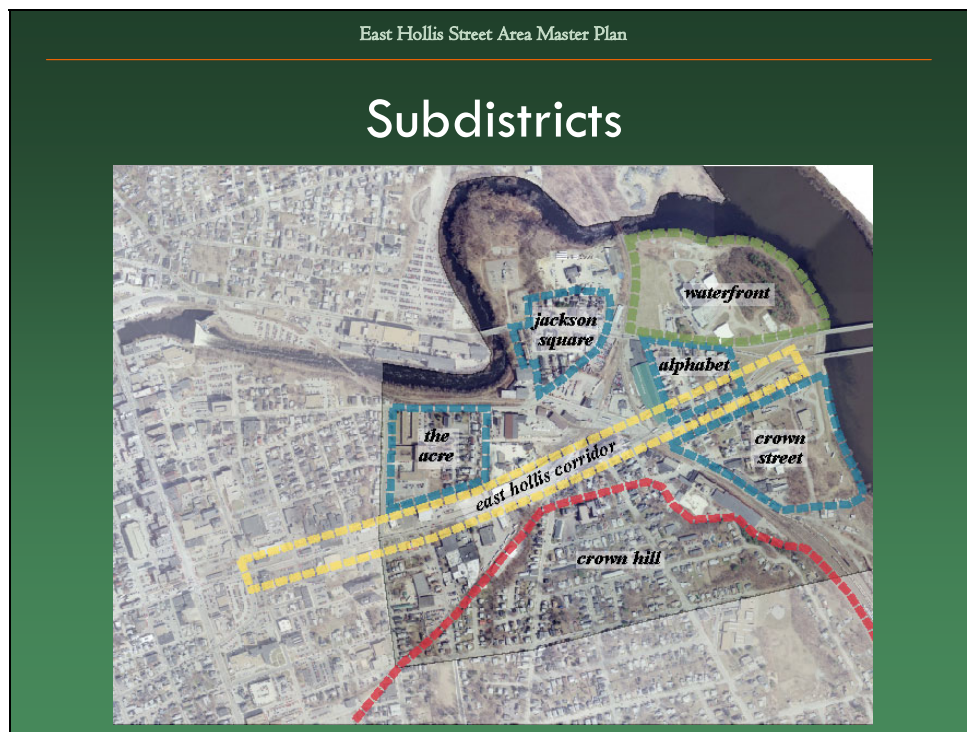 East Hollis Street Area Master Plan
Subdistricts
waterfront
jackson
square
alphabet
the
acre
crown
street
east hollis corridor
crown hill